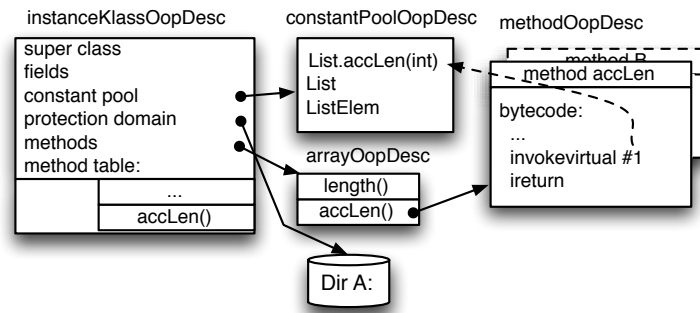 instanceKlassOopDesc
super class
fields
constant pool
protection domain
methods
method table:
...
accLen()
constantPoolOopDesc
List.accLen(int)
List
ListElem
arrayOopDesc
length()
accLen()
Dir A:
methodOopDesc
method B
method accLen
bytecode:
...
invokevirtual #1
ireturn